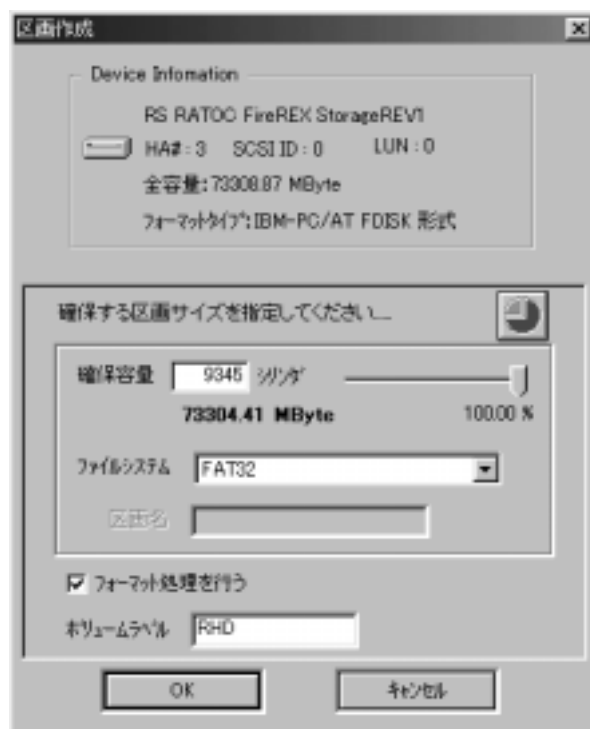 区画作成
Device Infomation
RS RATOC FireREX StorageREV1
HA# : 3 SCSI ID : 0 LUN : 0
全容量: 73308.87 MByte
フォーマットタイプ: IBM-PC/AT FDISK 形式
確保する区画サイズを指定してください...
確保容量 9345 シリンダ
73304.41 MByte 100.00 %
ファイルシステム FAT32
区画名
フォーマット処理を行う
ボリュームラベル RHD
OK キャンセル